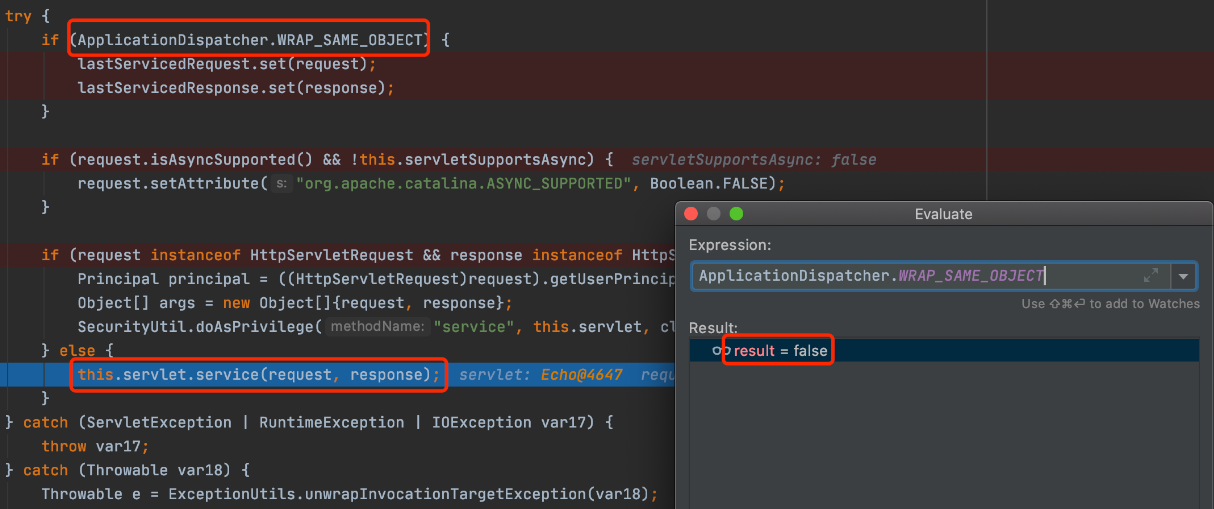 try {
if (ApplicationDispatcher.WRAP_SAME_OBJECT) {
lastServicedRequest.set(request);
lastServicedResponse.set(response);
}
if (request.isAsyncSupported() && !this.servletSupportsAsync) { servletSupportsAsync: false
request.setAttribute( s: "org.apache.catalina.ASYNC_SUPPORTED", Boolean.FALSE);
}
if (request instanceof HttpServletRequest && response instanceof HttpS
Principal principal = ((HttpServletRequest)request).getUserPrincip
Object[] args = new Object[]{request, response};
SecurityUtil.doAsPrivilege( methodName: "service", this.servlet, cl
} else {
this.servlet.service(request, response); servlet: Echo@4647 requ
}
} catch (ServletException | RuntimeException | IOException var17) {
throw var17;
} catch (Throwable var18) {
Throwable e = ExceptionUtils.unwrapInvocationTargetException(var18);
Evaluate
Expression:
ApplicationDispatcher.WRAP_SAME_OBJECT
Use ⇧⌘⏎ to add to Watches
Result:
result = false